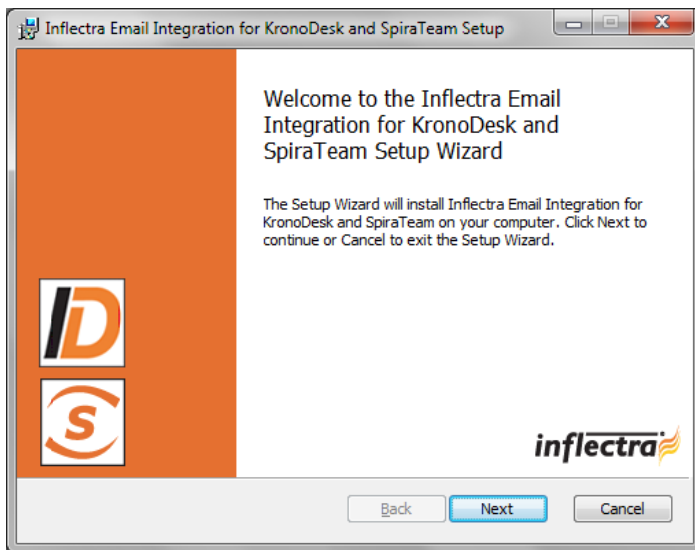 Inflectra Email Integration for KronoDesk and SpiraTeam Setup
Welcome to the Inflectra Email
Integration for KronoDesk and
SpiraTeam Setup Wizard
The Setup Wizard will install Inflectra Email Integration for
KronoDesk and SpiraTeam on your computer. Click Next to
continue or Cancel to exit the Setup Wizard.
D
S
inflectra
Back Next Cancel